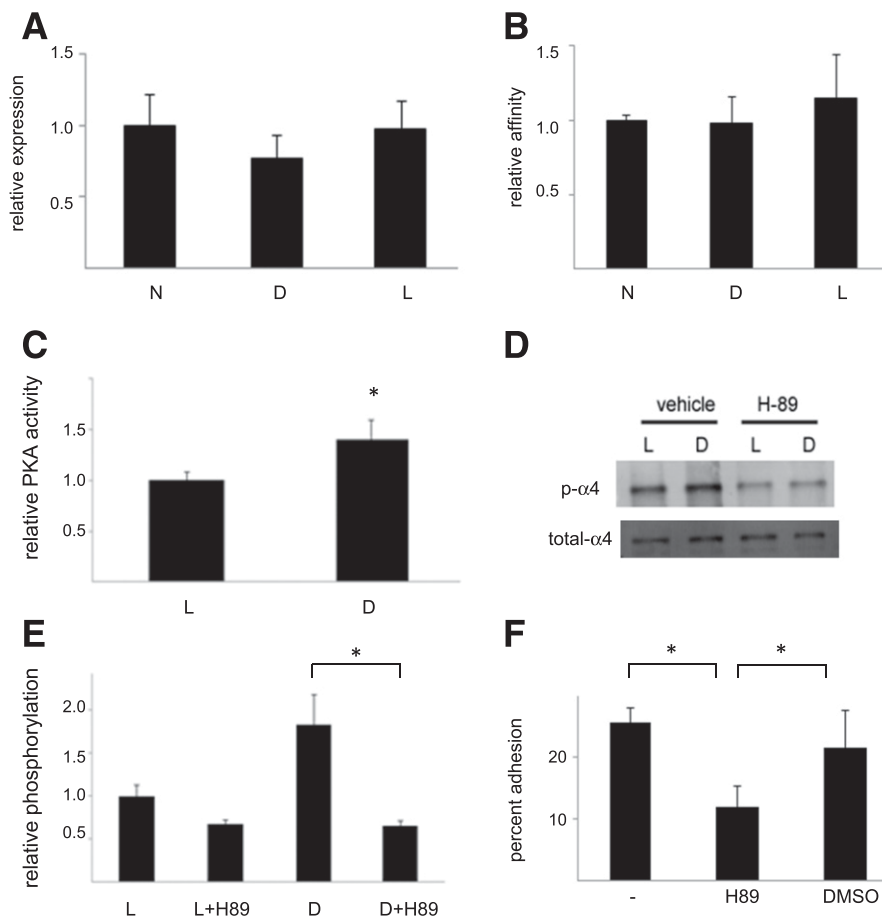 A
1.5
1.0
0.5
relative expression
N D L
B
1.5
1.0
0.5
relative affinity
N D L
C
*
1.5
1.0
0.5
relative PKA activity
L D
D
vehicle H-89
L D L D
p-α4
total-α4
E
*
2.0
1.5
1.0
0.5
relative phosphorylation
L L+H89 D D+H89
F
* *
20
10
percent adhesion
- H89 DMSO